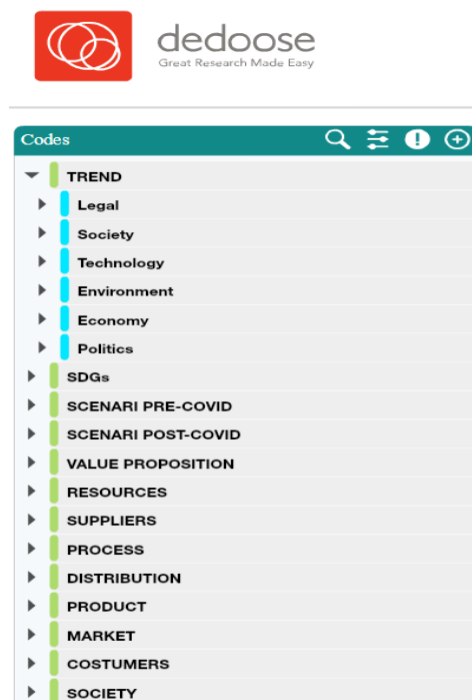 dedoose
Great Research Made Easy
Codes
TREND
Legal
Society
Technology
Environment
Economy
Politics
SDGs
SCENARI PRE-COVID
SCENARI POST-COVID
VALUE PROPOSITION
RESOURCES
SUPPLIERS
PROCESS
DISTRIBUTION
PRODUCT
MARKET
COSTUMERS
SOCIETY